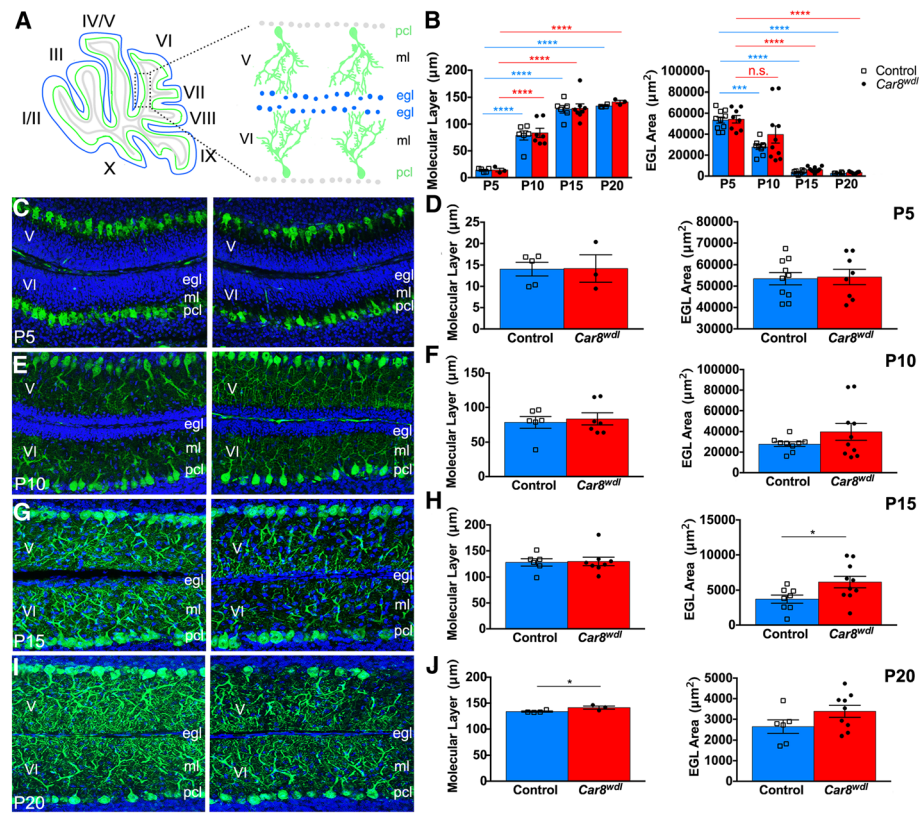 A
IV/V
III
VI
I/II
VII
VIII
IX
X
pcl
V
ml
egl
egl
VI
ml
pcl
B
****
****
****
****
****
****
****
Molecular Layer (µm)
200
150
100
50
0
P5
P10
P15
P20
****
****
****
****
n.s.
***
EGL Area (µm²)
100000
80000
60000
40000
20000
0
P5
P10
P15
P20
Control
Car8wdl
C
V
VI
egl
ml
pcl
P5
V
VI
egl
ml
pcl
D
P5
Molecular Layer (µm)
25
20
15
10
5
0
Control
Car8wdl
EGL Area (µm²)
80000
70000
60000
50000
40000
30000
Control
Car8wdl
E
V
VI
egl
ml
pcl
P10
V
VI
egl
ml
pcl
F
P10
Molecular Layer (µm)
150
100
50
0
Control
Car8wdl
EGL Area (µm²)
100000
80000
60000
40000
20000
0
Control
Car8wdl
G
V
VI
egl
ml
pcl
P15
V
VI
egl
ml
pcl
H
P15
Molecular Layer (µm)
200
150
100
50
0
Control
Car8wdl
EGL Area (µm²)
15000
10000
5000
0
*
Control
Car8wdl
I
V
VI
egl
ml
pcl
P20
V
VI
egl
ml
pcl
J
P20
Molecular Layer (µm)
200
150
100
50
0
*
Control
Car8wdl
EGL Area (µm²)
5000
4000
3000
2000
1000
0
Control
Car8wdl